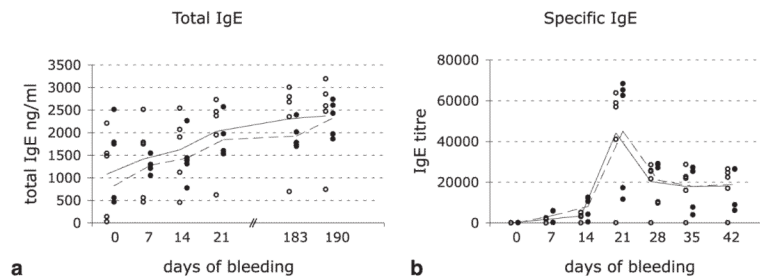 Total IgE
3500
3000
2500
2000
1500
1000
500
0
total IgE ng/ml
0 7 14 21 // 183 190
days of bleeding
a
Specific IgE
80000
60000
40000
20000
0
IgE titre
0 7 14 21 28 35 42
days of bleeding
b